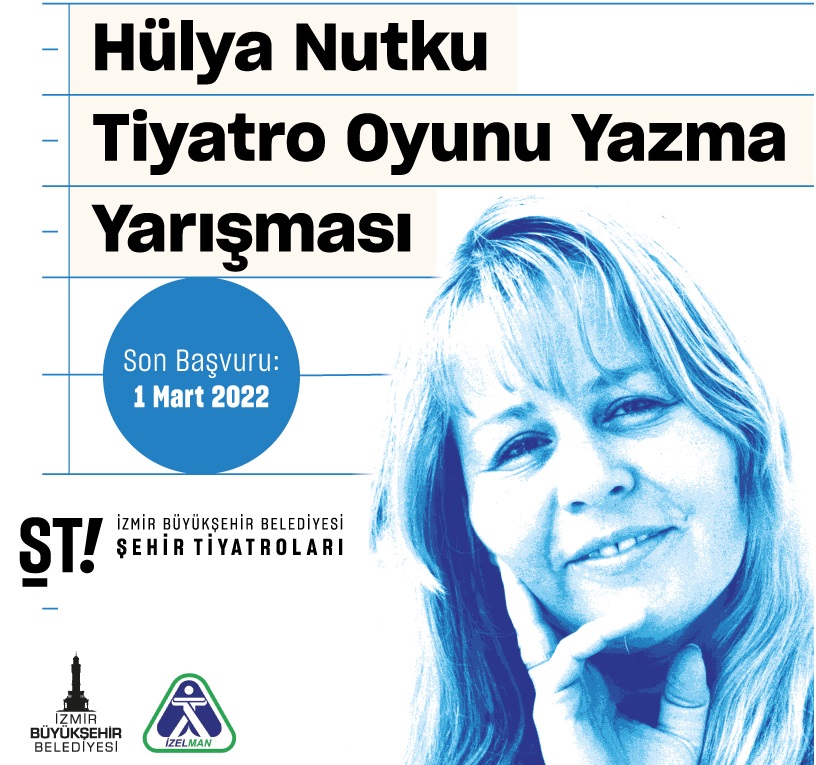 Hülya Nutku
Tiyatro Oyunu Yazma
Yarışması
Son Başvuru:
1 Mart 2022
ŞT!
İZMİR BÜYÜKŞEHİR BELEDİYESİ
ŞEHİR TİYATROLARI
İZMİR
BÜYÜKŞEHİR
BELEDİYESİ
İZELMAN